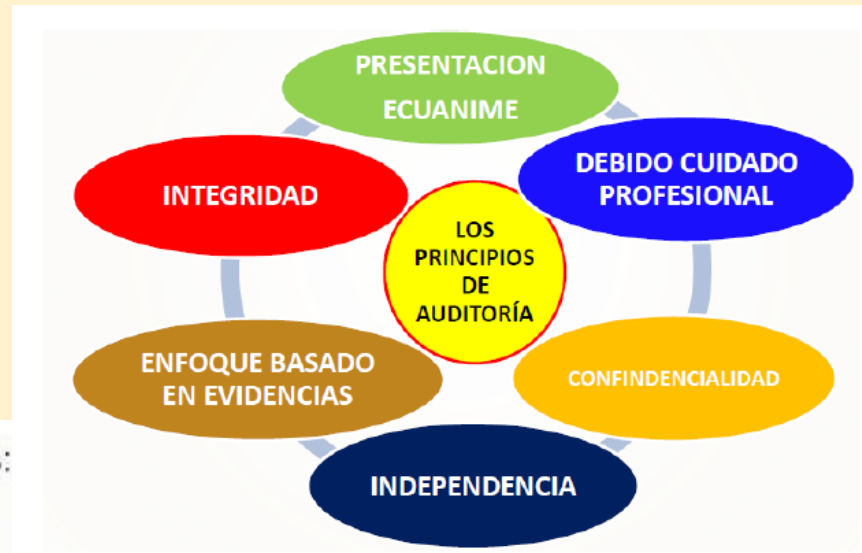 PRESENTACION
ECUANIME
DEBIDO CUIDADO
PROFESIONAL
INTEGRIDAD
LOS
PRINCIPIOS
DE
AUDITORÍA
ENFOQUE BASADO
EN EVIDENCIAS
CONFINDENCIALIDAD
INDEPENDENCIA